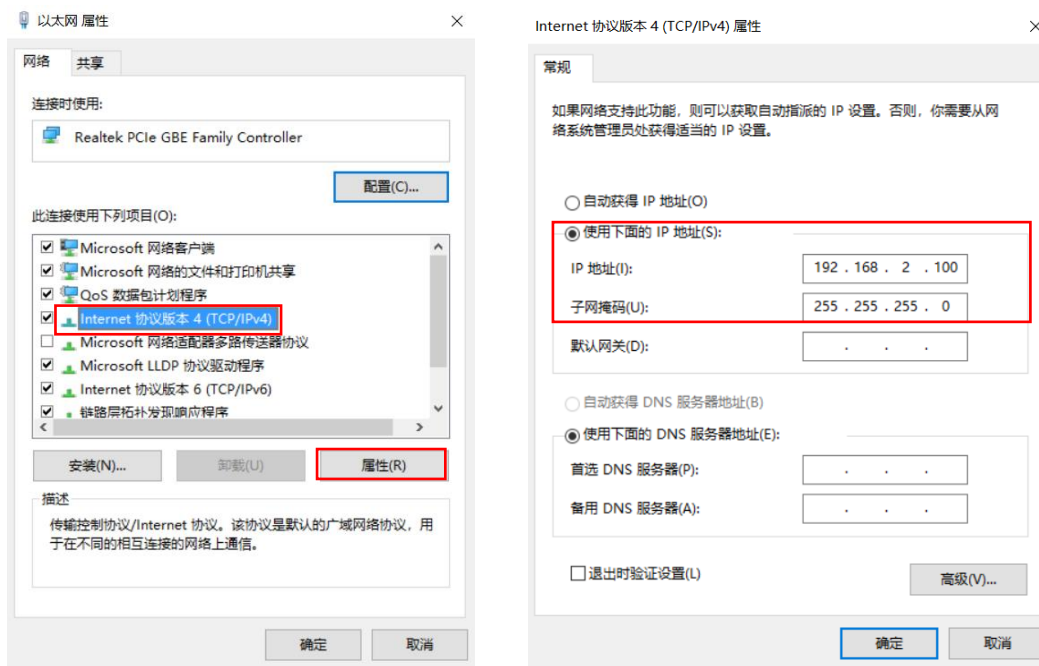 以太网 属性
网络
共享
连接时使用:
Realtek PCIe GBE Family Controller
配置(C)...
此连接使用下列项目(O):
Microsoft 网络客户端
Microsoft 网络的文件和打印机共享
QoS 数据包计划程序
Internet 协议版本 4 (TCP/IPv4)
Microsoft 网络适配器多路传送器协议
Microsoft LLDP 协议驱动程序
Internet 协议版本 6 (TCP/IPv6)
链路层拓扑发现响应程序
安装(N)...
卸载(U)
属性(R)
描述
传输控制协议/Internet 协议。该协议是默认的广域网络协议，用
于在不同的相互连接的网络上通信。
确定
取消
Internet 协议版本 4 (TCP/IPv4) 属性
常规
如果网络支持此功能，则可以获取自动指派的 IP 设置。否则，你需要从网
络系统管理员处获得适当的 IP 设置。
自动获得 IP 地址(O)
使用下面的 IP 地址(S):
IP 地址(I):
192 . 168 . 2 . 100
子网掩码(U):
255 . 255 . 255 . 0
默认网关(D):
. . .
自动获得 DNS 服务器地址(B)
使用下面的 DNS 服务器地址(E):
首选 DNS 服务器(P):
. . .
备用 DNS 服务器(A):
. . .
退出时验证设置(L)
高级(V)...
确定
取消